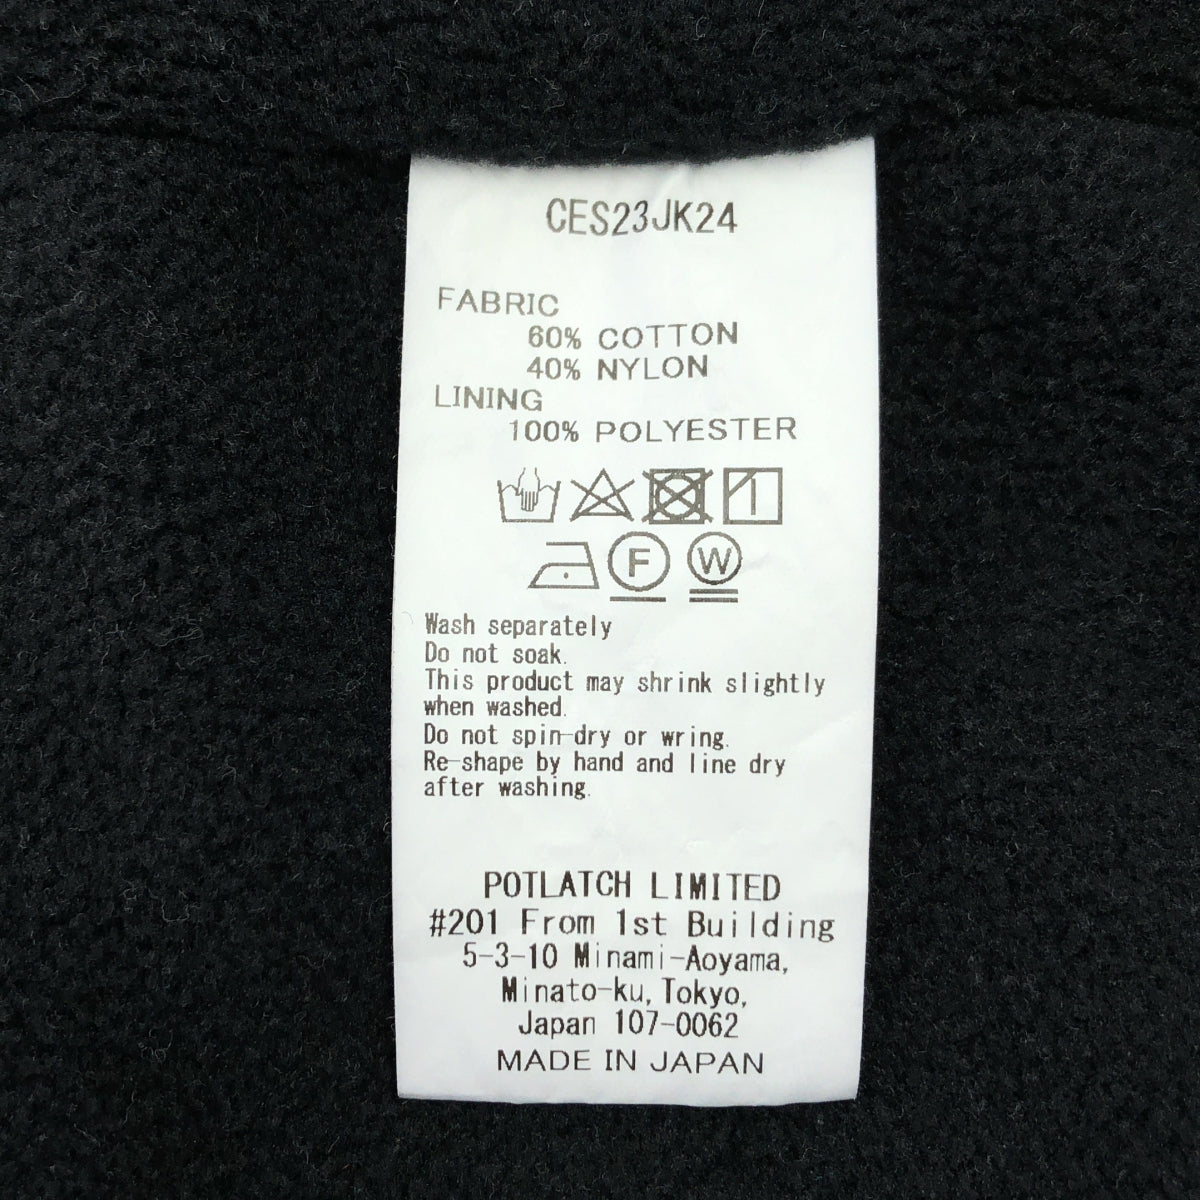 CES23JK24
FABRIC
60% COTTON
40% NYLON
LINING
100% POLYESTER
F W
Wash separately
Do not soak.
This product may shrink slightly
when washed.
Do not spin-dry or wring.
Re-shape by hand and line dry
after washing.
POTLATCH LIMITED
#201 From 1st Building
5-3-10 Minami-Aoyama,
Minato-ku, Tokyo,
Japan 107-0062
MADE IN JAPAN